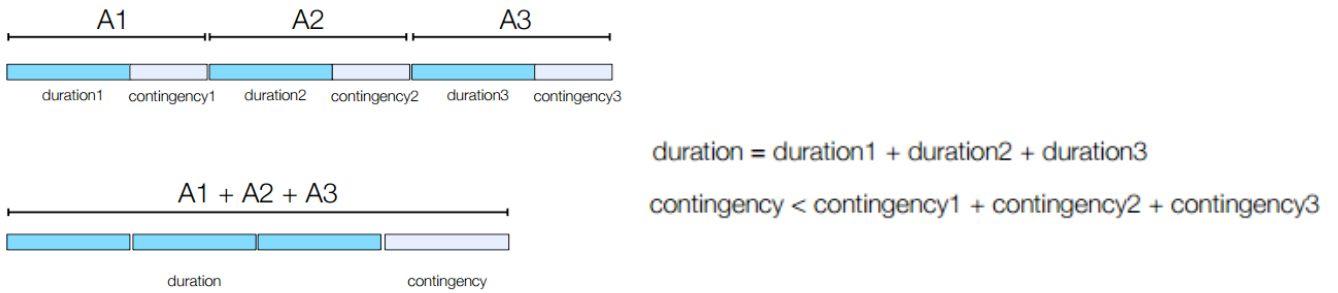 A1 A2 A3
duration1 contingency1 duration2 contingency2 duration3 contingency3
duration = duration1 + duration2 + duration3
A1 + A2 + A3
contingency < contingency1 + contingency2 + contingency3
duration contingency